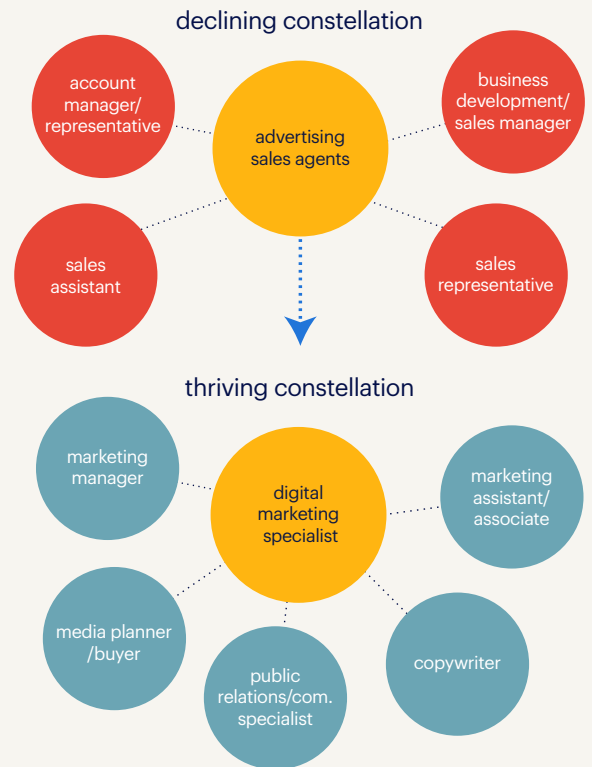 declining constellation
account
manager/
representative
advertising
sales agents
business
development/
sales manager
sales
assistant
sales
representative
thriving constellation
marketing
manager
digital
marketing
specialist
marketing
assistant/
associate
media planner
/buyer
public
relations/com.
specialist
copywriter